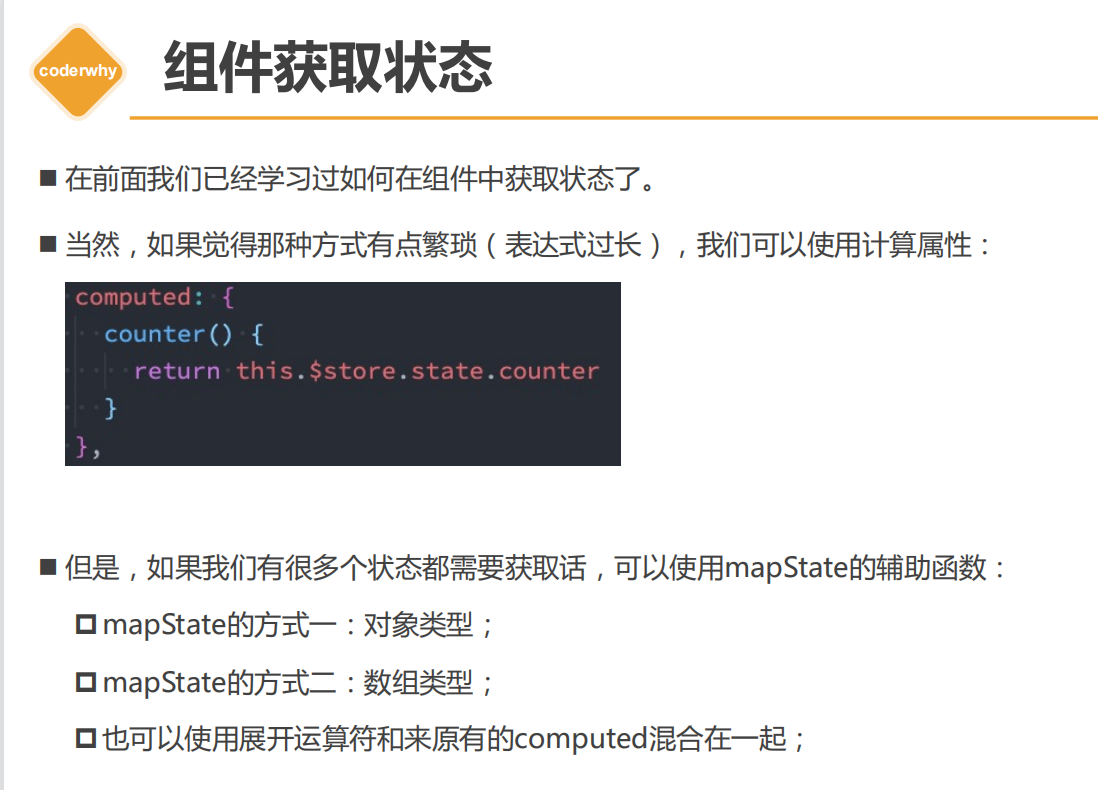 coderwhy
组件获取状态
在前面我们已经学习过如何在组件中获取状态了。
当然，如果觉得那种方式有点繁琐（表达式过长），我们可以使用计算属性：
computed: {
counter() {
return this.$store.state.counter
}
},
但是，如果我们有很多个状态都需要获取话，可以使用mapState的辅助函数：
mapState的方式一：对象类型；
mapState的方式二：数组类型；
也可以使用展开运算符和来原有的computed混合在一起；